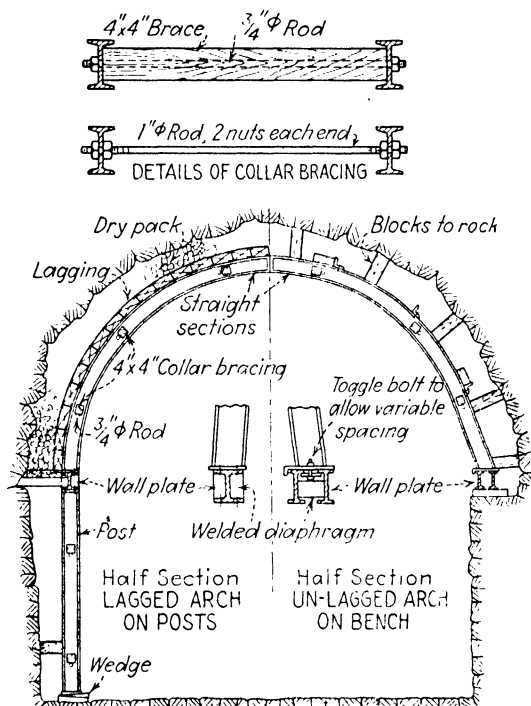 4"x4" Brace
3/4"ϕ Rod
1"ϕ Rod, 2 nuts each end
DETAILS OF COLLAR BRACING
Dry pack
Blocks to rock
Lagging
Straight
sections
4"x4" Collar bracing
Toggle bolt to
allow variable
spacing
3/4"ϕ Rod
Wall plate
Wall plate
Post
Welded diaphragm
Half Section
LAGGED ARCH
ON POSTS
Half Section
UN-LAGGED ARCH
ON BENCH
Wedge